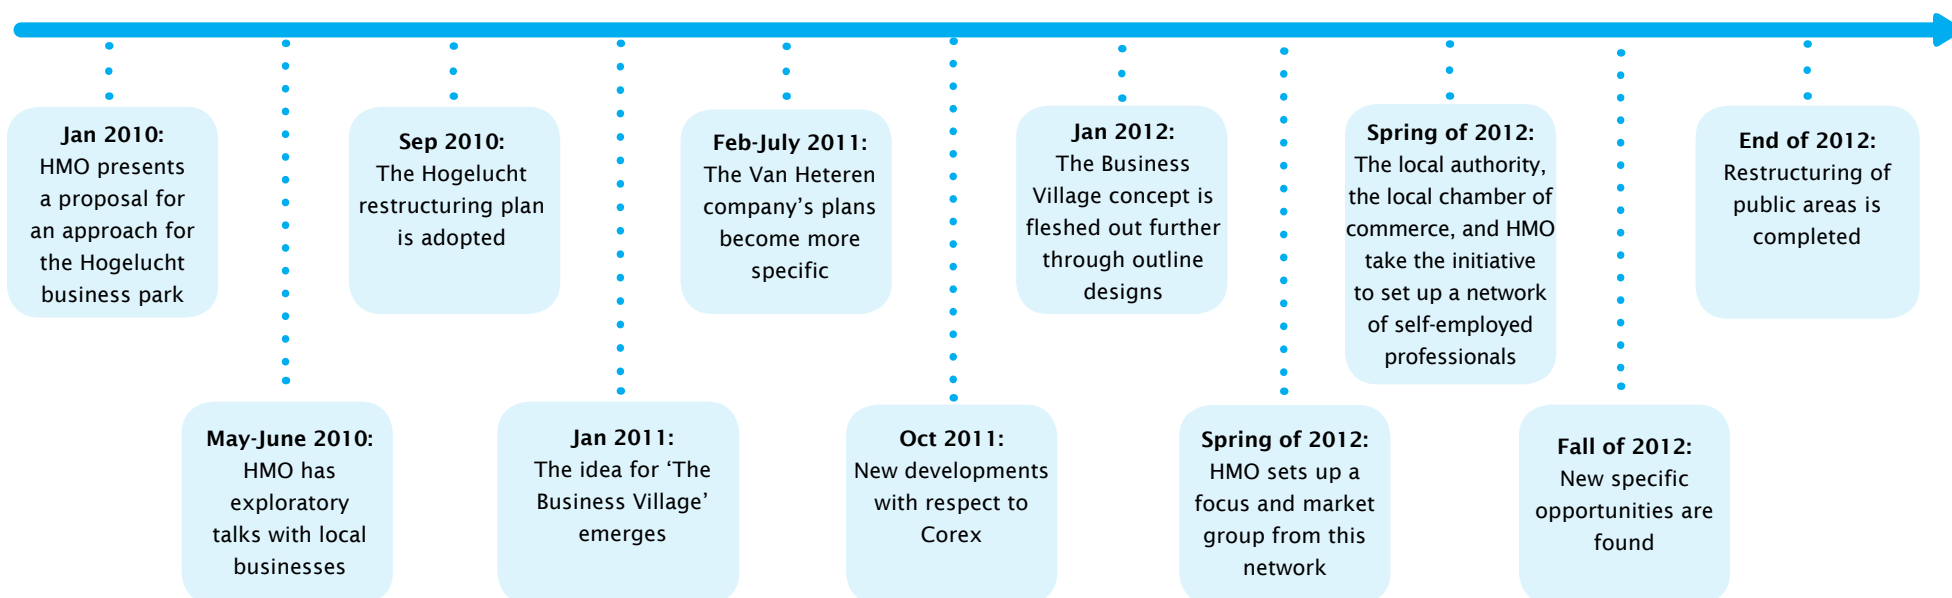 Jan 2010:
HMO presents
a proposal for
an approach for
the Hogelucht
business park
May-June 2010:
HMO has
exploratory
talks with local
businesses
Sep 2010:
The Hogelucht
restructuring plan
is adopted
Jan 2011:
The idea for ‘The
Business Village’
emerges
Feb-July 2011:
The Van Heteren
company’s plans
become more
specific
Oct 2011:
New developments
with respect to
Corex
Jan 2012:
The Business
Village concept is
fleshed out further
through outline
designs
Spring of 2012:
HMO sets up a
focus and market
group from this
network
Spring of 2012:
The local authority,
the local chamber of
commerce, and HMO
take the initiative
to set up a network
of self-employed
professionals
Fall of 2012:
New specific
opportunities are
found
End of 2012:
Restructuring of
public areas is
completed